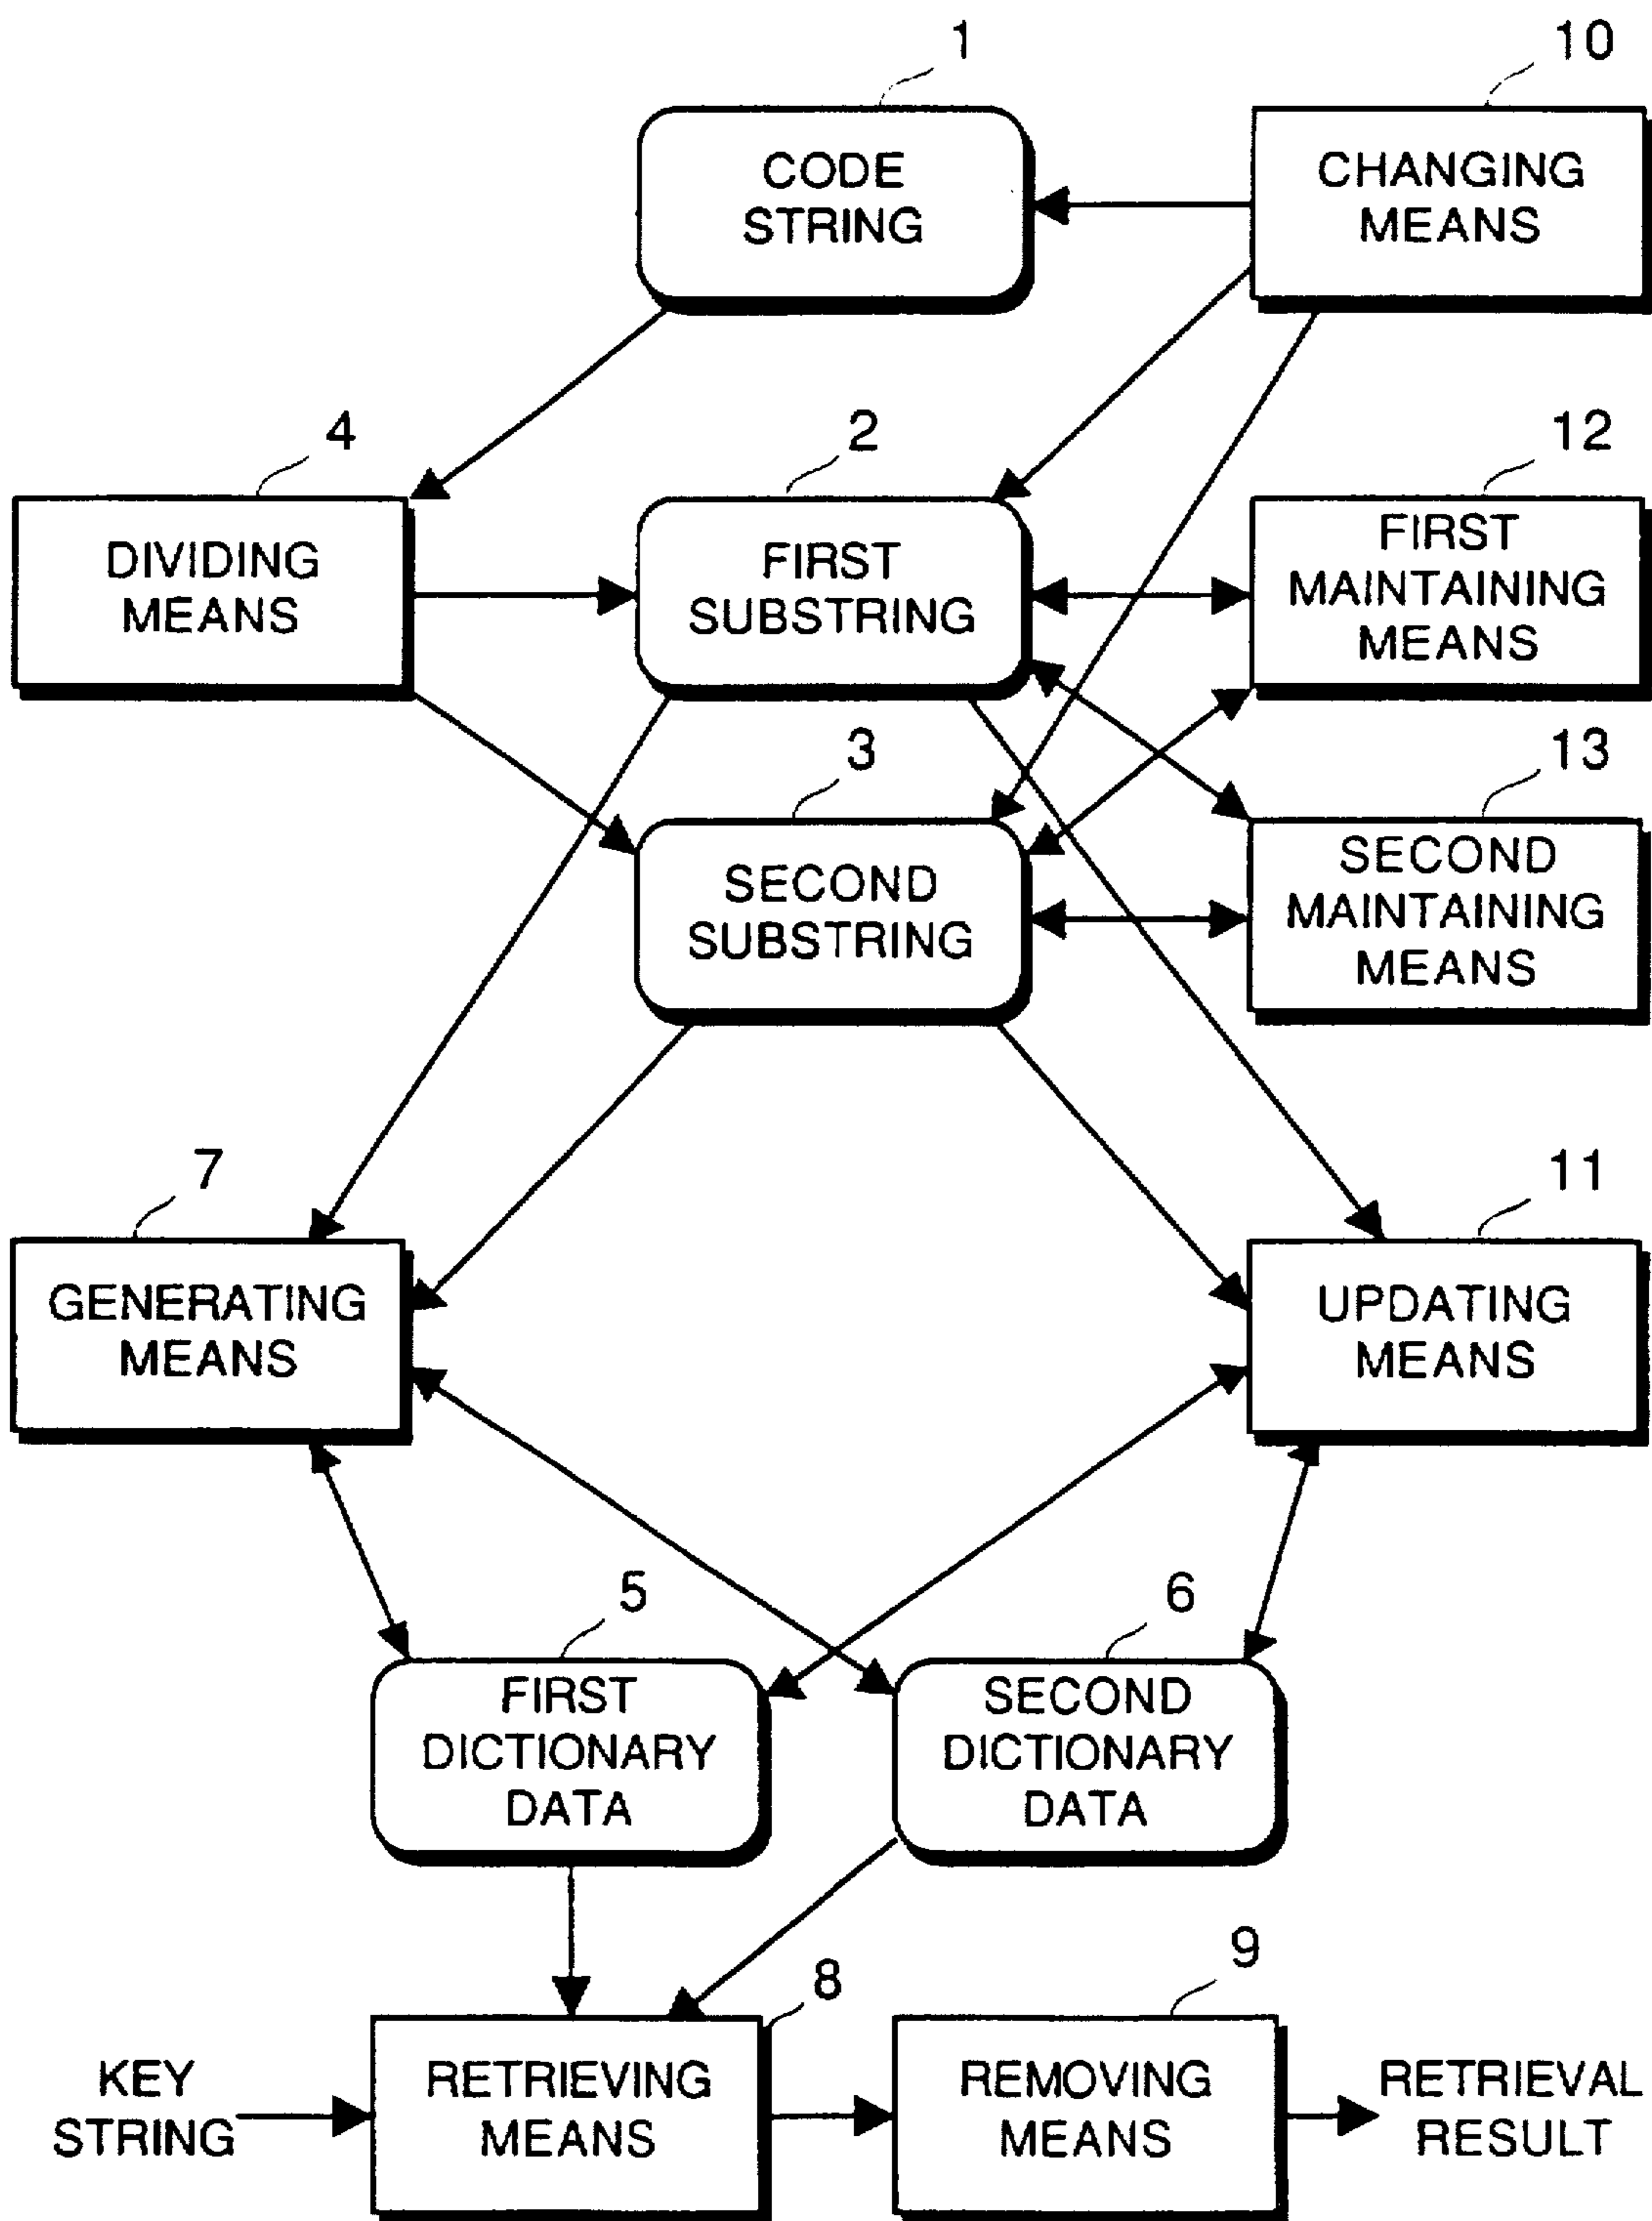 1
10
CODE
STRING
CHANGING
MEANS
4
2
12
DIVIDING
MEANS
FIRST
SUBSTRING
FIRST
MAINTAINING
MEANS
3
13
SECOND
SUBSTRING
SECOND
MAINTAINING
MEANS
7
11
GENERATING
MEANS
UPDATING
MEANS
5
6
FIRST
DICTIONARY
DATA
SECOND
DICTIONARY
DATA
8
9
KEY
STRING
RETRIEVING
MEANS
REMOVING
MEANS
RETRIEVAL
RESULT